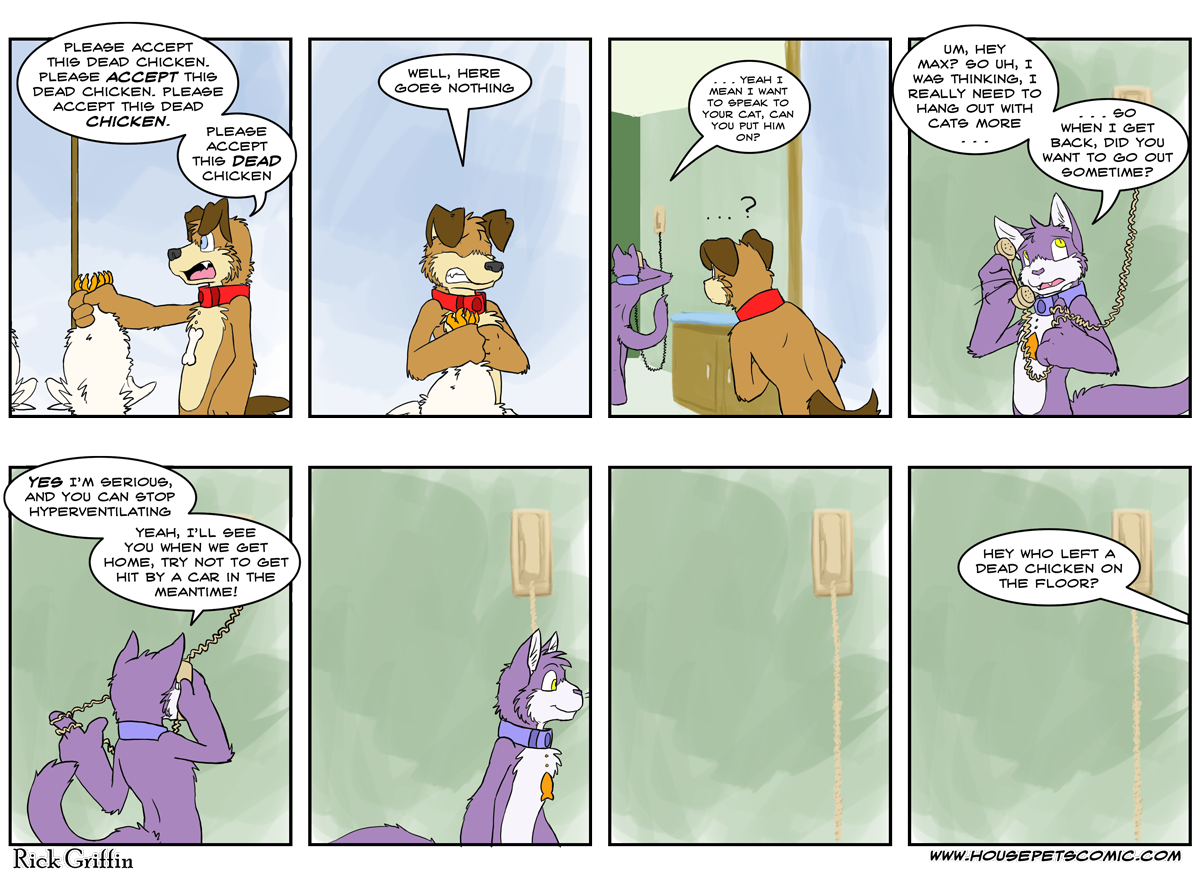 PLEASE ACCEPT
THIS DEAD CHICKEN.
PLEASE ACCEPT THIS
DEAD CHICKEN. PLEASE
ACCEPT THIS DEAD
CHICKEN.
PLEASE
ACCEPT
THIS DEAD
CHICKEN
WELL, HERE
GOES NOTHING
. . . YEAH I
MEAN I WANT
TO SPEAK TO
YOUR CAT, CAN
YOU PUT HIM
ON?
. . . ?
UM, HEY
MAX? SO UH, I
WAS THINKING, I
REALLY NEED TO
HANG OUT WITH
CATS MORE
. . .
. . . SO
WHEN I GET
BACK, DID YOU
WANT TO GO OUT
SOMETIME?
YES I'M SERIOUS,
AND YOU CAN STOP
HYPERVENTILATING
YEAH, I'LL SEE
YOU WHEN WE GET
HOME, TRY NOT TO GET
HIT BY A CAR IN THE
MEANTIME!
HEY WHO LEFT A
DEAD CHICKEN ON
THE FLOOR?
Rick Griffin
WWW.HOUSEPETSCOMIC.COM